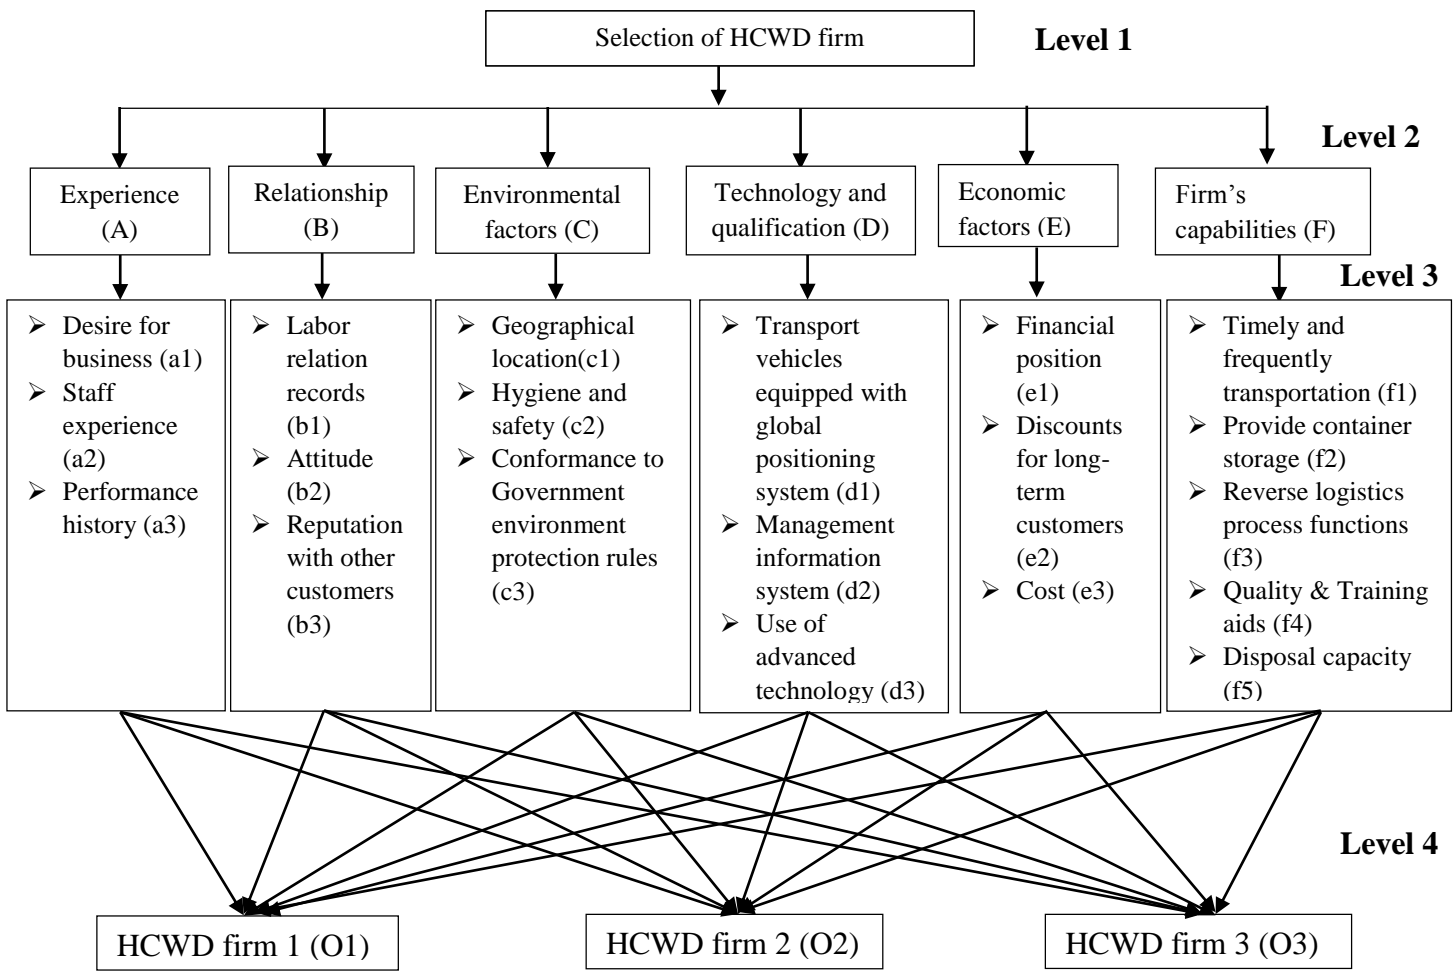 Selection of HCWD firm
Level 1
Level 2
Experience
(A)
Relationship
(B)
Environmental
factors (C)
Technology and
qualification (D)
Economic
factors (E)
Firm's
capabilities (F)
Level 3
➢ Desire for
business (a1)
➢ Staff
experience
(a2)
➢ Performance
history (a3)
➢ Labor
relation
records
(b1)
➢ Attitude
(b2)
➢ Reputation
with other
customers
(b3)
➢ Geographical
location(c1)
➢ Hygiene and
safety (c2)
➢ Conformance to
Government
environment
protection rules
(c3)
➢ Transport
vehicles
equipped with
global
positioning
system (d1)
➢ Management
information
system (d2)
➢ Use of
advanced
technology (d3)
➢ Financial
position
(e1)
➢ Discounts
for long-
term
customers
(e2)
➢ Cost (e3)
➢ Timely and
frequently
transportation (f1)
➢ Provide container
storage (f2)
➢ Reverse logistics
process functions
(f3)
➢ Quality & Training
aids (f4)
➢ Disposal capacity
(f5)
Level 4
HCWD firm 1 (O1)
HCWD firm 2 (O2)
HCWD firm 3 (O3)